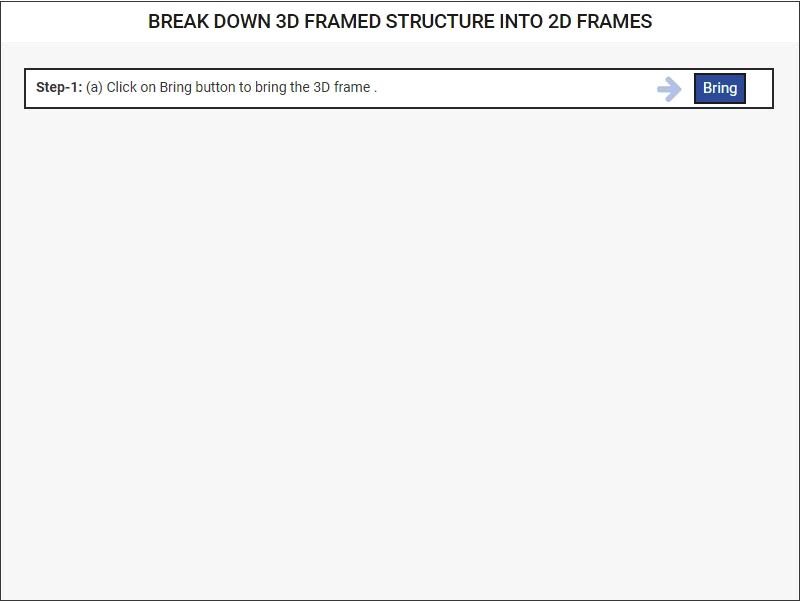 BREAK DOWN 3D FRAMED STRUCTURE INTO 2D FRAMES
Step-1: (a) Click on Bring button to bring the 3D frame .
Bring